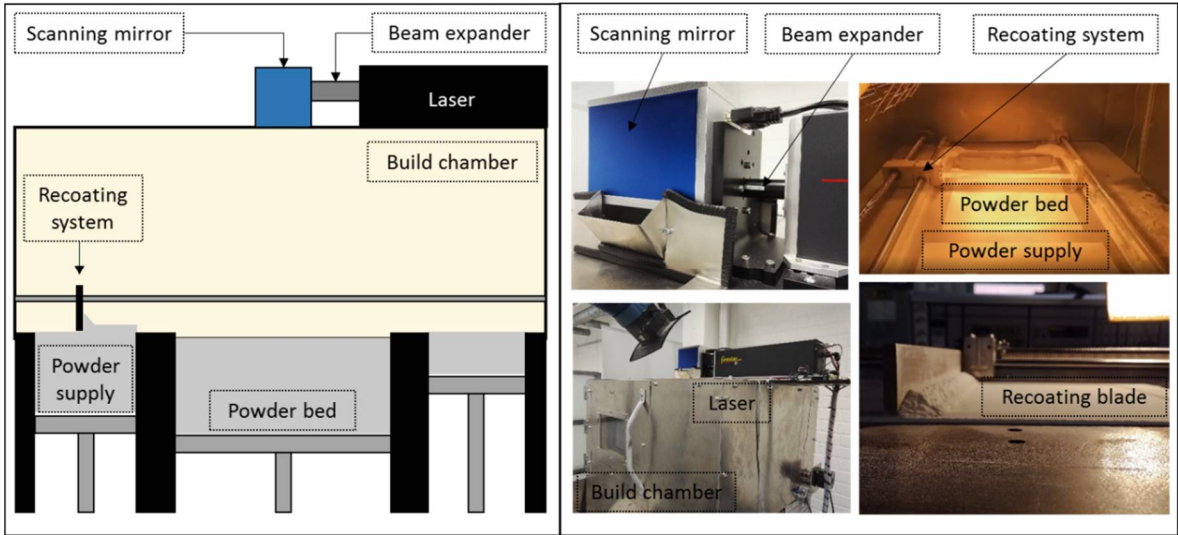 Scanning mirror
Beam expander
Laser
Build chamber
Recoating
system
Powder
supply
Powder bed
Scanning mirror
Beam expander
Recoating system
Powder bed
Powder supply
Laser
Build chamber
Recoating blade